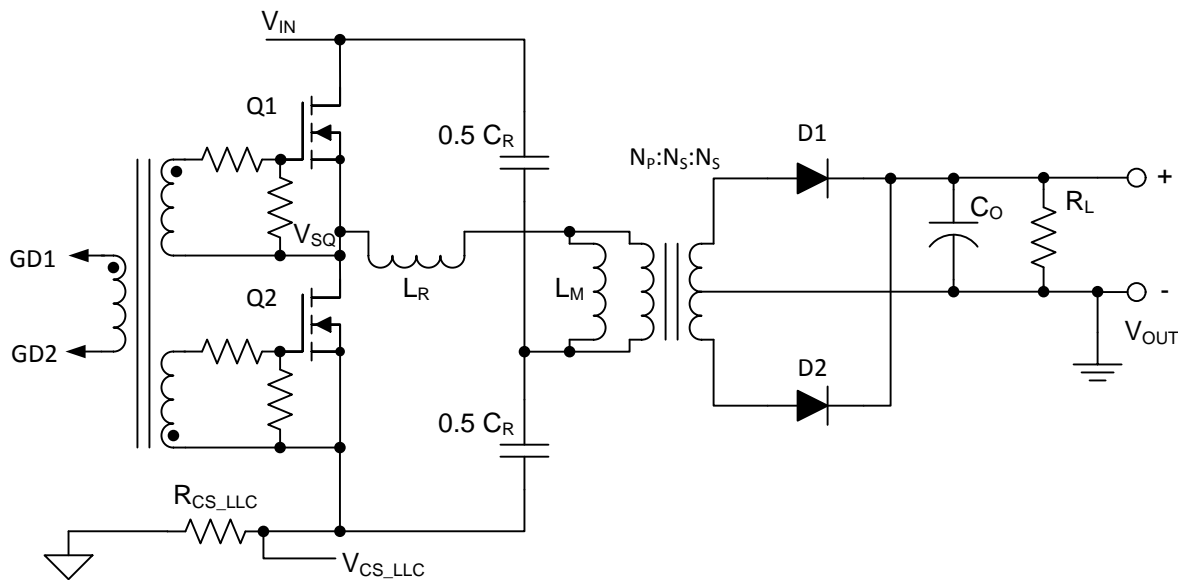 V_IN
Q1
0.5 C_R
D1
N_P:N_S:N_S
C_O
R_L
+
V_SQ
GD1
L_R
L_M
Q2
-
GD2
V_OUT
D2
0.5 C_R
R_CS_LLC
V_CS_LLC